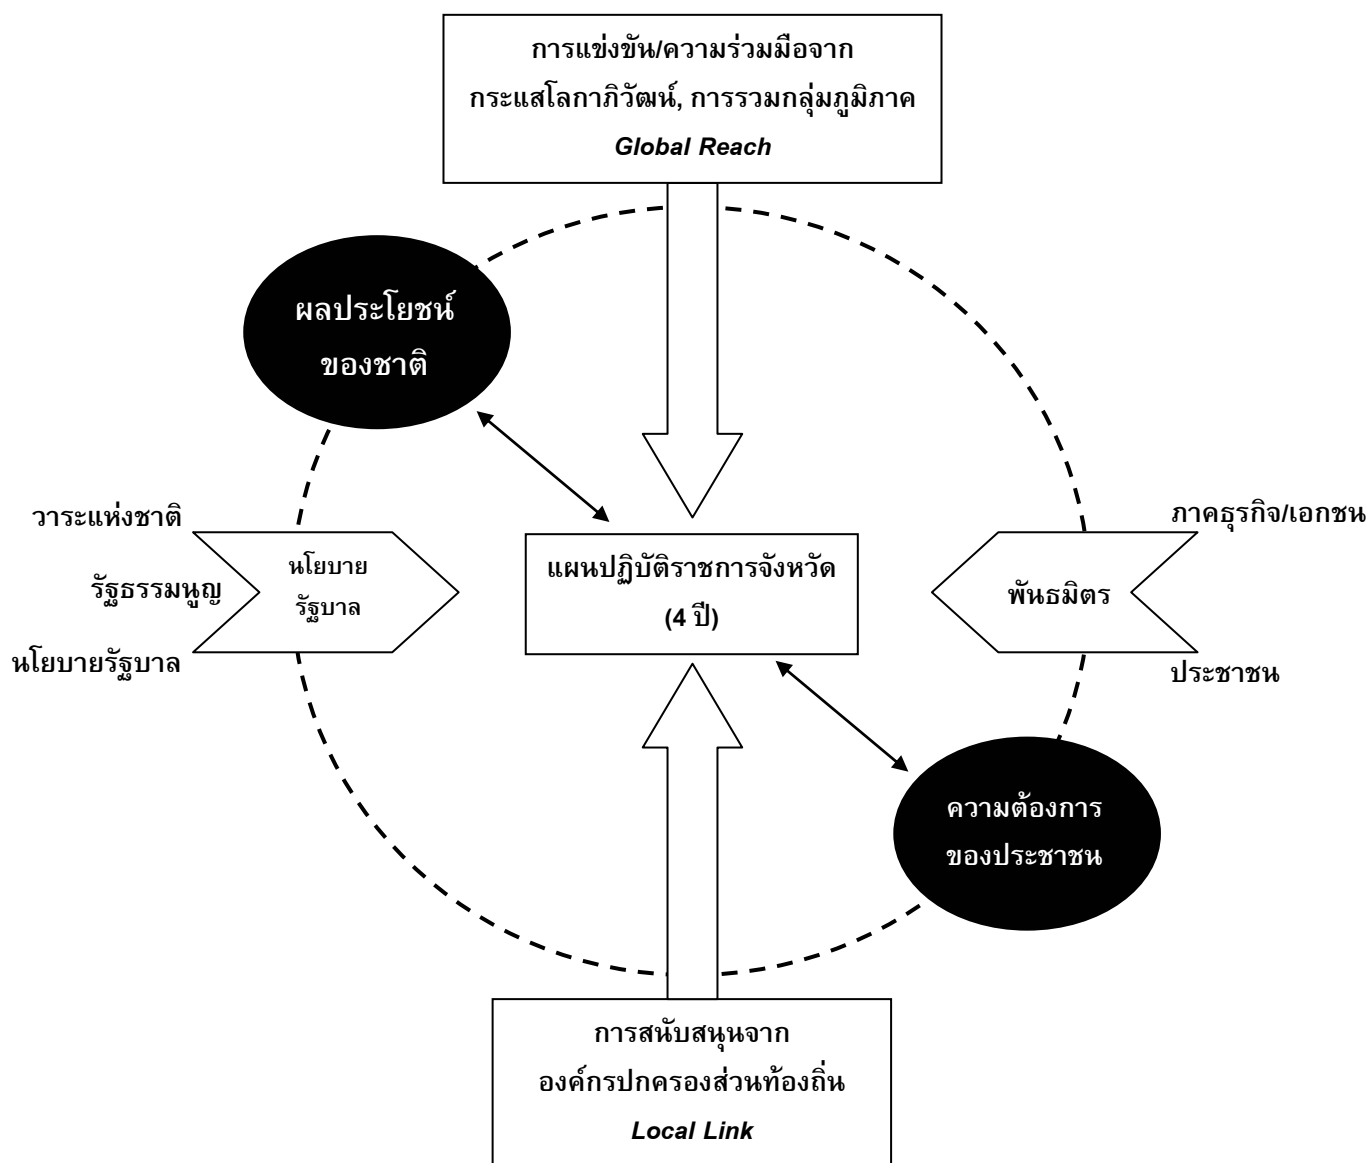 การแข่งขัน/ความร่วมมือจาก
กระแสโลกาภิวัฒน์, การรวมกลุ่มภูมิภาค
Global Reach
ผลประโยชน์
ของชาติ
วาระแห่งชาติ
รัฐธรรมนูญ
นโยบายรัฐบาล
นโยบาย
รัฐบาล
แผนปฏิบัติราชการจังหวัด
(4 ปี)
พันธมิตร
ภาคธุรกิจ/เอกชน
ประชาชน
ความต้องการ
ของประชาชน
การสนับสนุนจาก
องค์กรปกครองส่วนท้องถิ่น
Local Link